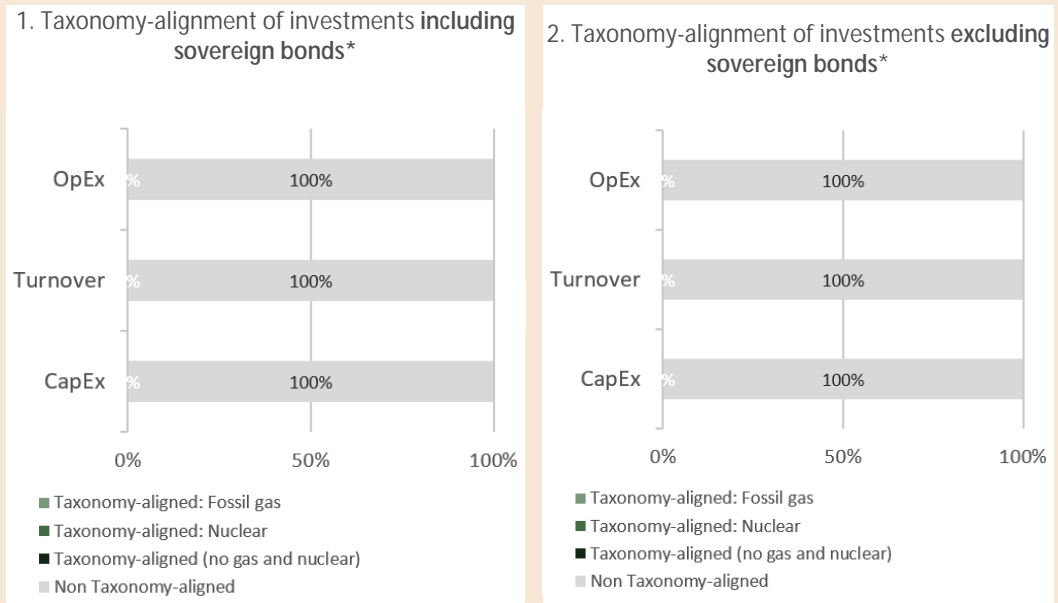 1. Taxonomy-alignment of investments including
sovereign bonds*
OpEx
%
100%
Turnover
%
100%
CapEx
%
100%
0%
50%
100%
Taxonomy-aligned: Fossil gas
Taxonomy-aligned: Nuclear
Taxonomy-aligned (no gas and nuclear)
Non Taxonomy-aligned
2. Taxonomy-alignment of investments excluding
sovereign bonds*
OpEx
%
100%
Turnover
%
100%
CapEx
%
100%
0%
50%
100%
Taxonomy-aligned: Fossil gas
Taxonomy-aligned: Nuclear
Taxonomy-aligned (no gas and nuclear)
Non Taxonomy-aligned